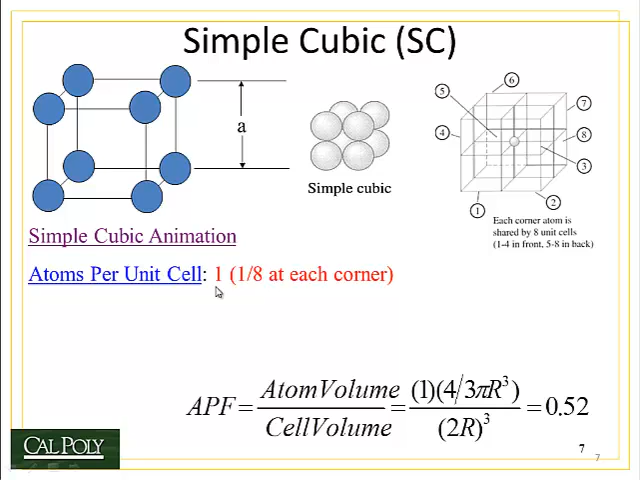 Simple Cubic (SC)
a
Simple cubic
5
6
7
4
8
3
1
2
Each corner atom is
shared by 8 unit cells
(1-4 in front, 5-8 in back)
Simple Cubic Animation
Atoms Per Unit Cell: 1 (1/8 at each corner)
APF = AtomVolume / CellVolume = (1)(4/3πR³) / (2R)³ = 0.52
CAL POLY
7
7